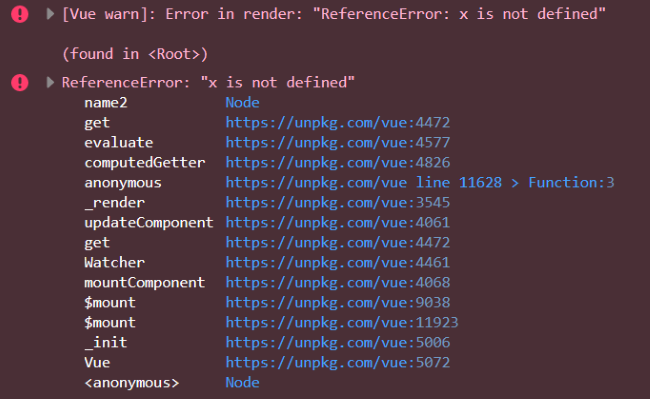 [Vue warn]: Error in render: "ReferenceError: x is not defined"
(found in <Root>)
ReferenceError: "x is not defined"
name2 Node
get https://unpkg.com/vue:4472
evaluate https://unpkg.com/vue:4577
computedGetter https://unpkg.com/vue:4826
anonymous https://unpkg.com/vue line 11628 > Function:3
_render https://unpkg.com/vue:3545
updateComponent https://unpkg.com/vue:4061
get https://unpkg.com/vue:4472
Watcher https://unpkg.com/vue:4461
mountComponent https://unpkg.com/vue:4068
$mount https://unpkg.com/vue:9038
$mount https://unpkg.com/vue:11923
_init https://unpkg.com/vue:5006
Vue https://unpkg.com/vue:5072
<anonymous> Node